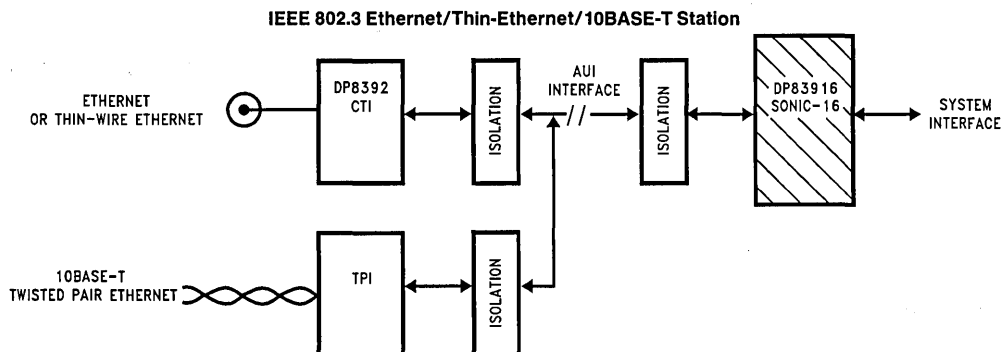 IEEE 802.3 Ethernet/Thin-Ethernet/10BASE-T Station
ETHERNET
OR THIN-WIRE ETHERNET
DP8392
CTI
ISOLATION
AUI
INTERFACE
//
ISOLATION
DP83916
SONIC-16
SYSTEM
INTERFACE
10BASE-T
TWISTED PAIR ETHERNET
TPI
ISOLATION